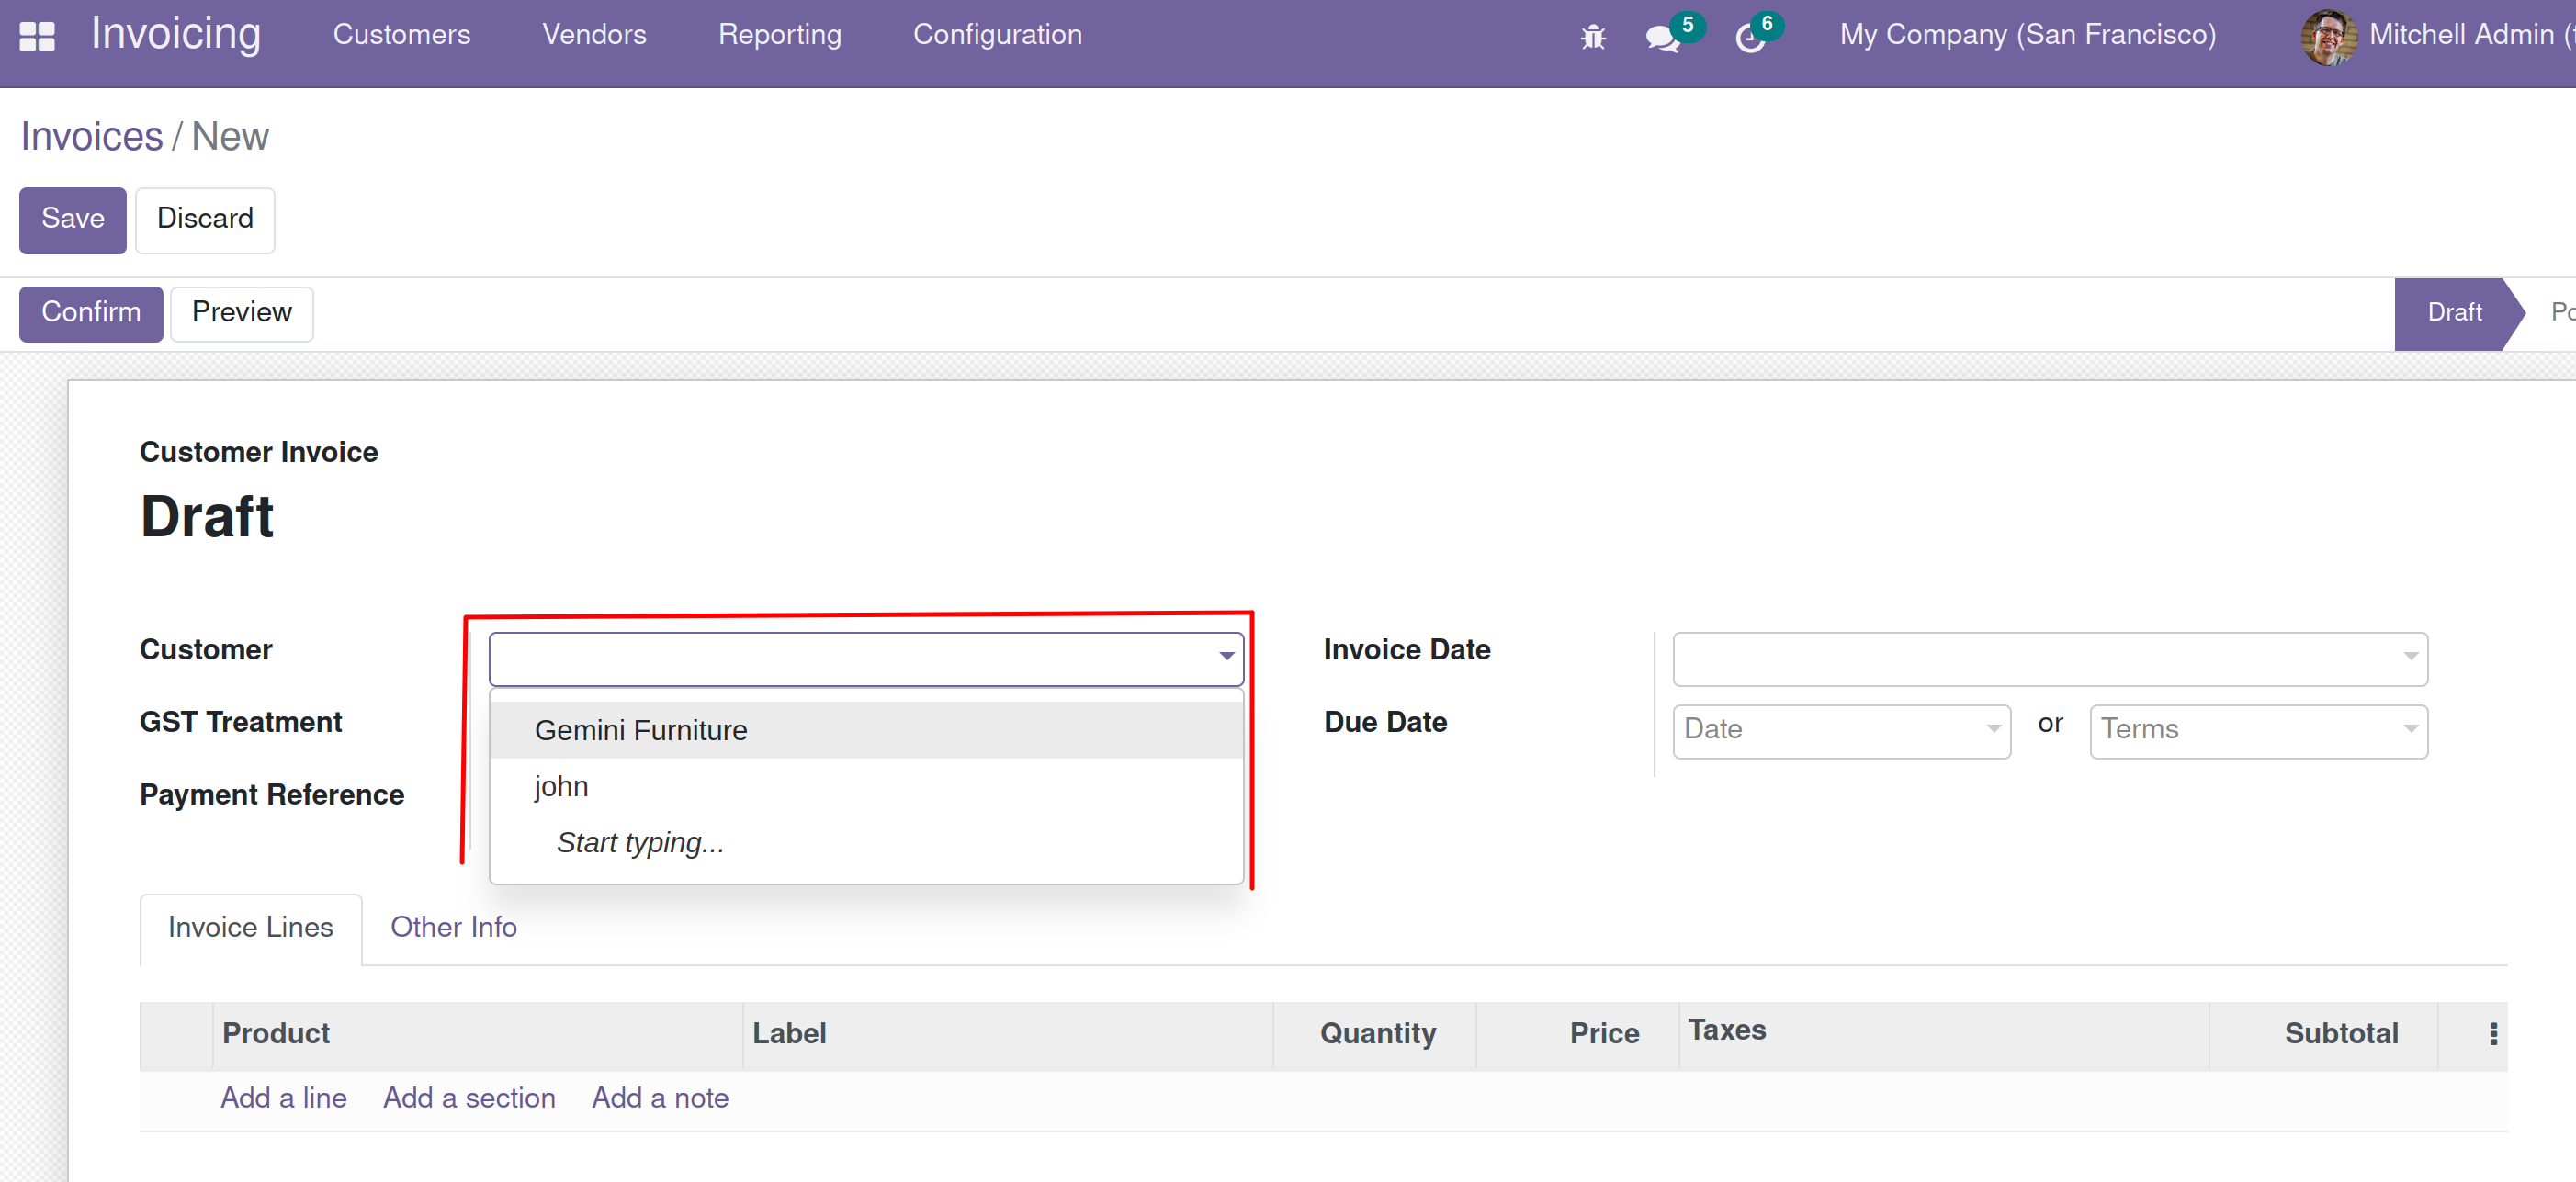 Invoicing Customers Vendors Reporting Configuration 5 6 My Company (San Francisco) Mitchell Admin (
Invoices / New
Save Discard
Confirm Preview Draft Po
Customer Invoice
Draft
Customer Invoice Date
GST Treatment Due Date Date or Terms
Payment Reference
Gemini Furniture
john
Start typing...
Invoice Lines Other Info
Product Label Quantity Price Taxes Subtotal
Add a line Add a section Add a note